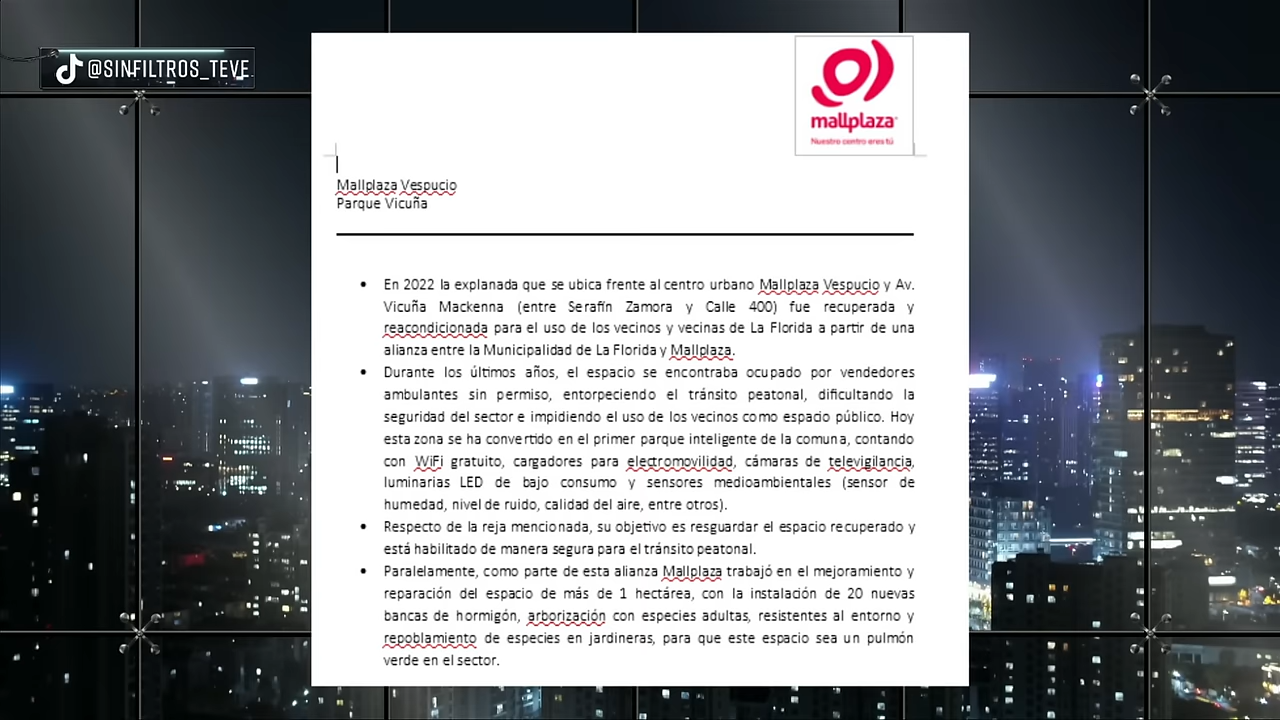 @SINFILTROS_TEVE
mallplaza
Nuestro centro eres tú
Mallplaza Vespucio
Parque Vicuña
• En 2022 la explanada que se ubica frente al centro urbano Mallplaza Vespucio y Av.
Vicuña Mackenna (entre Serafín Zamora y Calle 400) fue recuperada y
reacondicionada para el uso de los vecinos y vecinas de La Florida a partir de una
alianza entre la Municipalidad de La Florida y Mallplaza.
• Durante los últimos años, el espacio se encontraba ocupado por vendedores
ambulantes sin permiso, entorpeciendo el tránsito peatonal, dificultando la
seguridad del sector e impidiendo el uso de los vecinos como espacio público. Hoy
esta zona se ha convertido en el primer parque inteligente de la comuna, contando
con WiFi gratuito, cargadores para electromovilidad, cámaras de televigilancia,
luminarias LED de bajo consumo y sensores medioambientales (sensor de
humedad, nivel de ruido, calidad del aire, entre otros).
• Respecto de la reja mencionada, su objetivo es resguardar el espacio recuperado y
está habilitado de manera segura para el tránsito peatonal.
• Paralelamente, como parte de esta alianza Mallplaza trabajó en el mejoramiento y
reparación del espacio de más de 1 hectárea, con la instalación de 20 nuevas
bancas de hormigón, arborización con especies adultas, resistentes al entorno y
repoblamiento de especies en jardineras, para que este espacio sea un pulmón
verde en el sector.